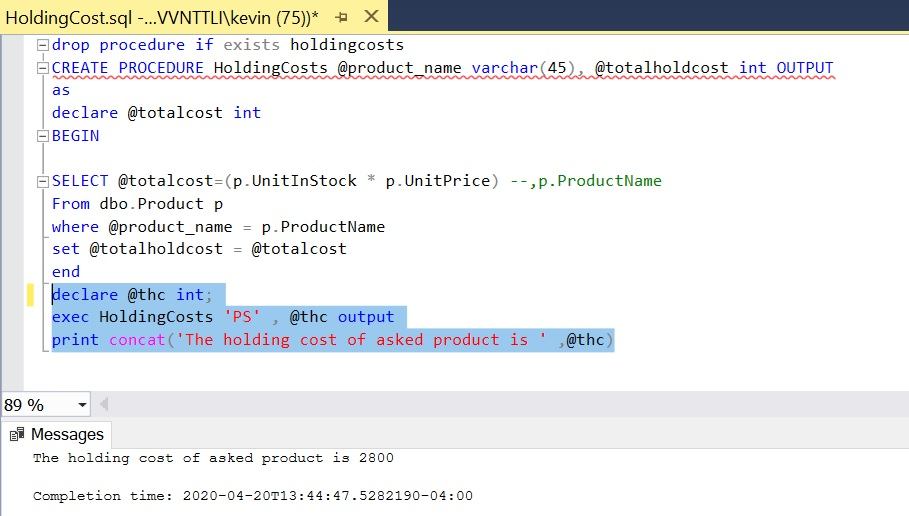 HoldingCost.sql -...VVNTTLI\kevin (75))*
drop procedure if exists holdingcosts
CREATE PROCEDURE HoldingCosts @product_name varchar(45), @totalholdcost int OUTPUT
as
declare @totalcost int
BEGIN
SELECT @totalcost=(p.UnitInStock * p.UnitPrice) --,p.ProductName
From dbo.Product p
where @product_name = p.ProductName
set @totalholdcost = @totalcost
end
declare @thc int;
exec HoldingCosts 'PS' , @thc output
print concat('The holding cost of asked product is ' ,@thc)
89 %
Messages
The holding cost of asked product is 2800
Completion time: 2020-04-20T13:44:47.5282190-04:00